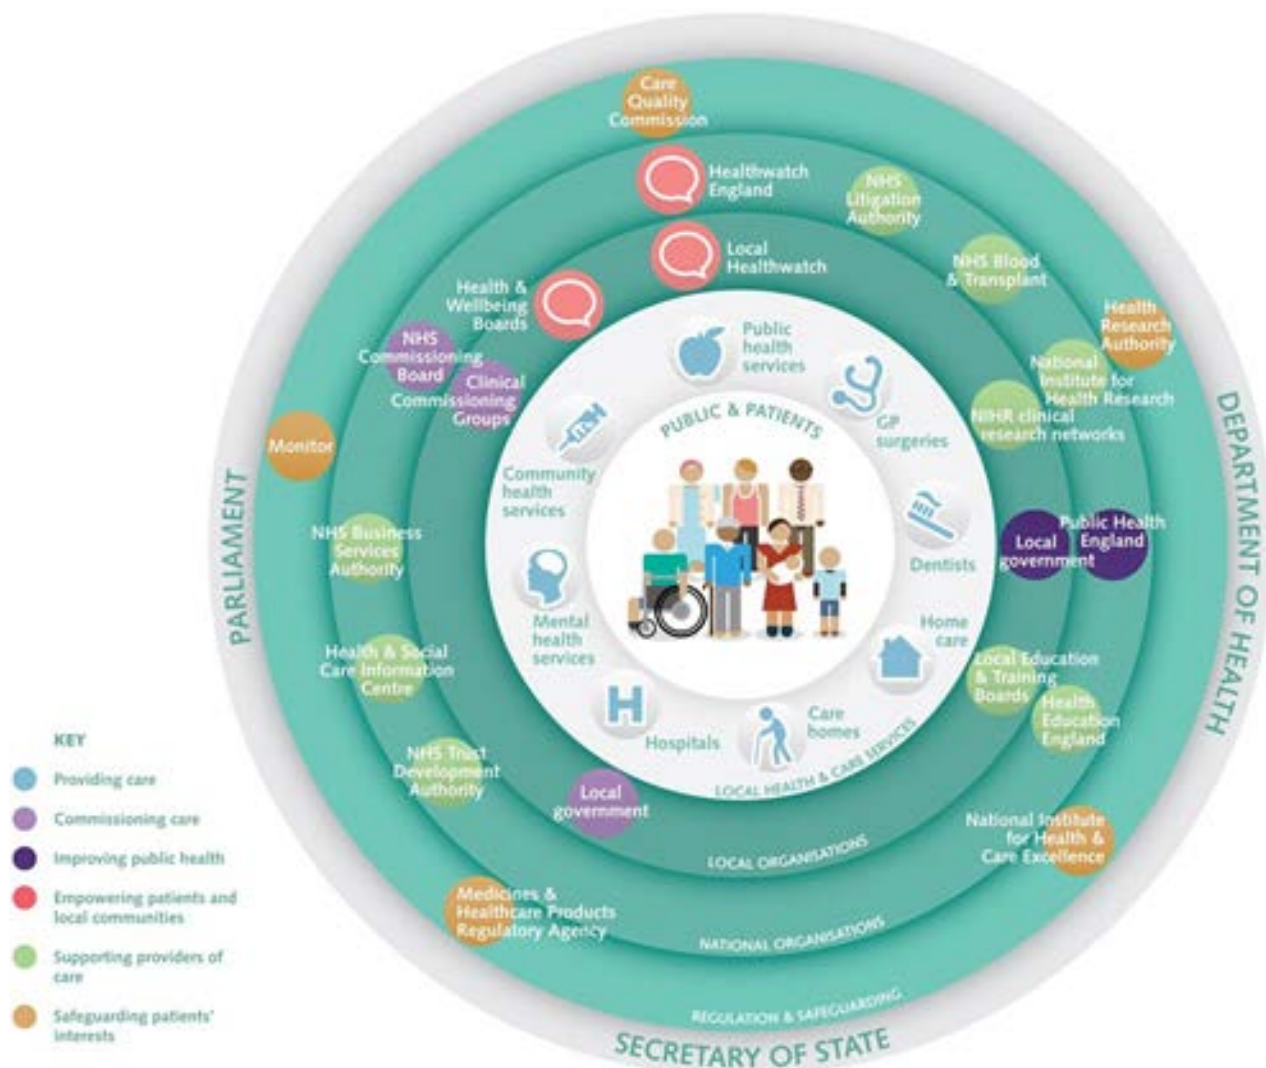 Care
Quality
Commission
Healthwatch
England
NHS
Litigation
Authority
Local
Healthwatch
NHS Blood
& Transplant
Health &
Wellbeing
Boards
Health
Research
Authority
NHS
Commissioning
Board
Clinical
Commissioning
Groups
National
Institute for
Health Research
NIHR clinical
research networks
Public
health
services
GP
surgeries
PUBLIC & PATIENTS
Monitor
Community
health
services
PARLIAMENT
DEPARTMENT OF HEALTH
NHS Business
Services
Authority
Public Health
England
Local
government
Dentists
Mental
health
services
Home
care
Health & Social
Care Information
Centre
Local Education
& Training
Boards
Health
Education
England
Hospitals
Care
homes
LOCAL HEALTH & CARE SERVICES
NHS Trust
Development
Authority
Local
government
National Institute
for Health &
Care Excellence
LOCAL ORGANISATIONS
Medicines &
Healthcare Products
Regulatory Agency
NATIONAL ORGANISATIONS
REGULATION & SAFEGUARDING
SECRETARY OF STATE
KEY
Providing care
Commissioning care
Improving public health
Empowering patients and
local communities
Supporting providers of
care
Safeguarding patients'
interests